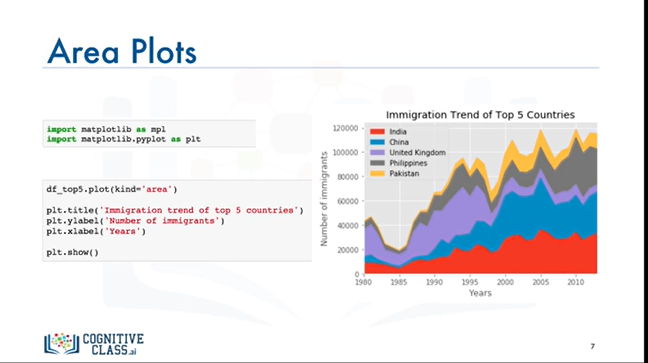 Area Plots
import matplotlib as mpl
import matplotlib.pyplot as plt
df_top5.plot(kind='area')
plt.title('Immigration trend of top 5 countries')
plt.ylabel('Number of immigrants')
plt.xlabel('Years')
plt.show()
Immigration Trend of Top 5 Countries
India
China
United Kingdom
Philippines
Pakistan
120000
100000
80000
60000
40000
20000
0
Number of immigrants
1980 1985 1990 1995 2000 2005 2010
Years
COGNITIVE
CLASS.ai
7